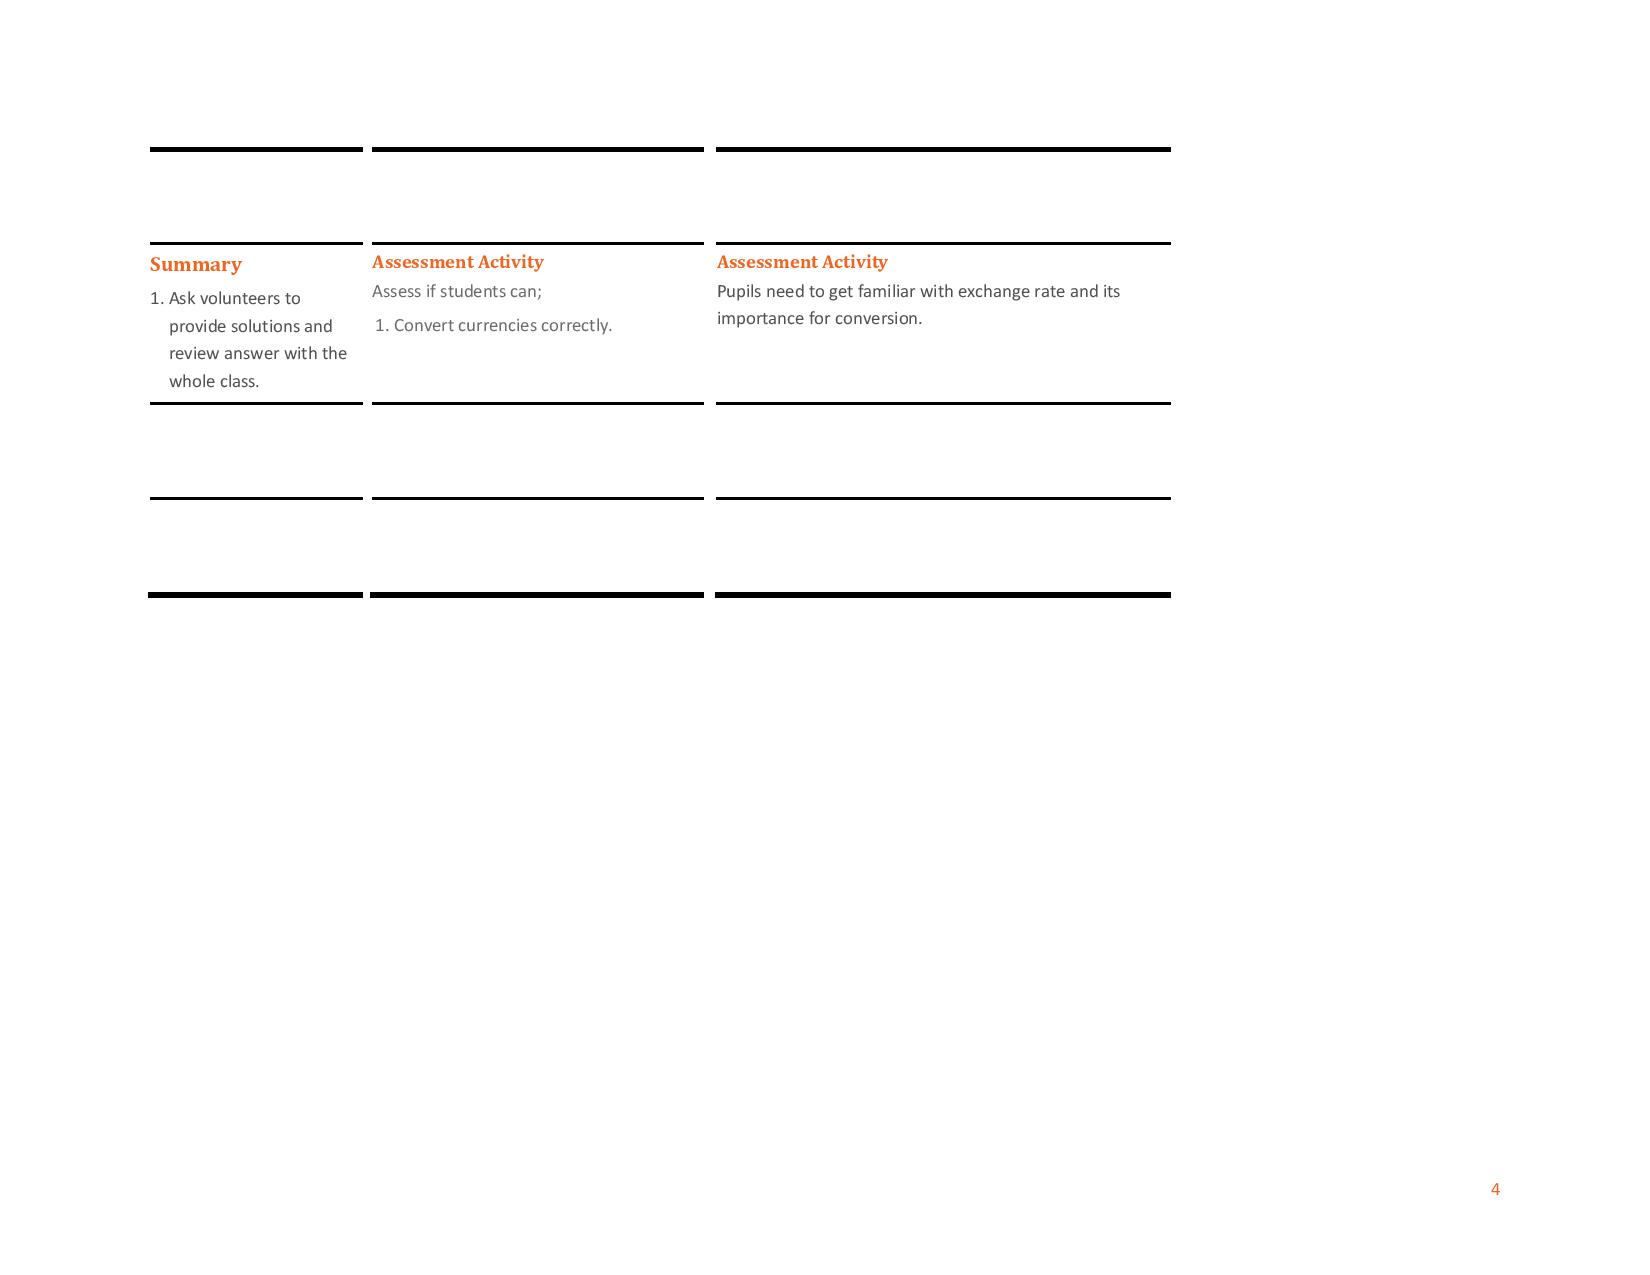 Summary
1. Ask volunteers to
provide solutions and
review answer with the
whole class.
Assessment Activity
Assess if students can;
1. Convert currencies correctly.
Assessment Activity
Pupils need to get familiar with exchange rate and its
importance for conversion.
4